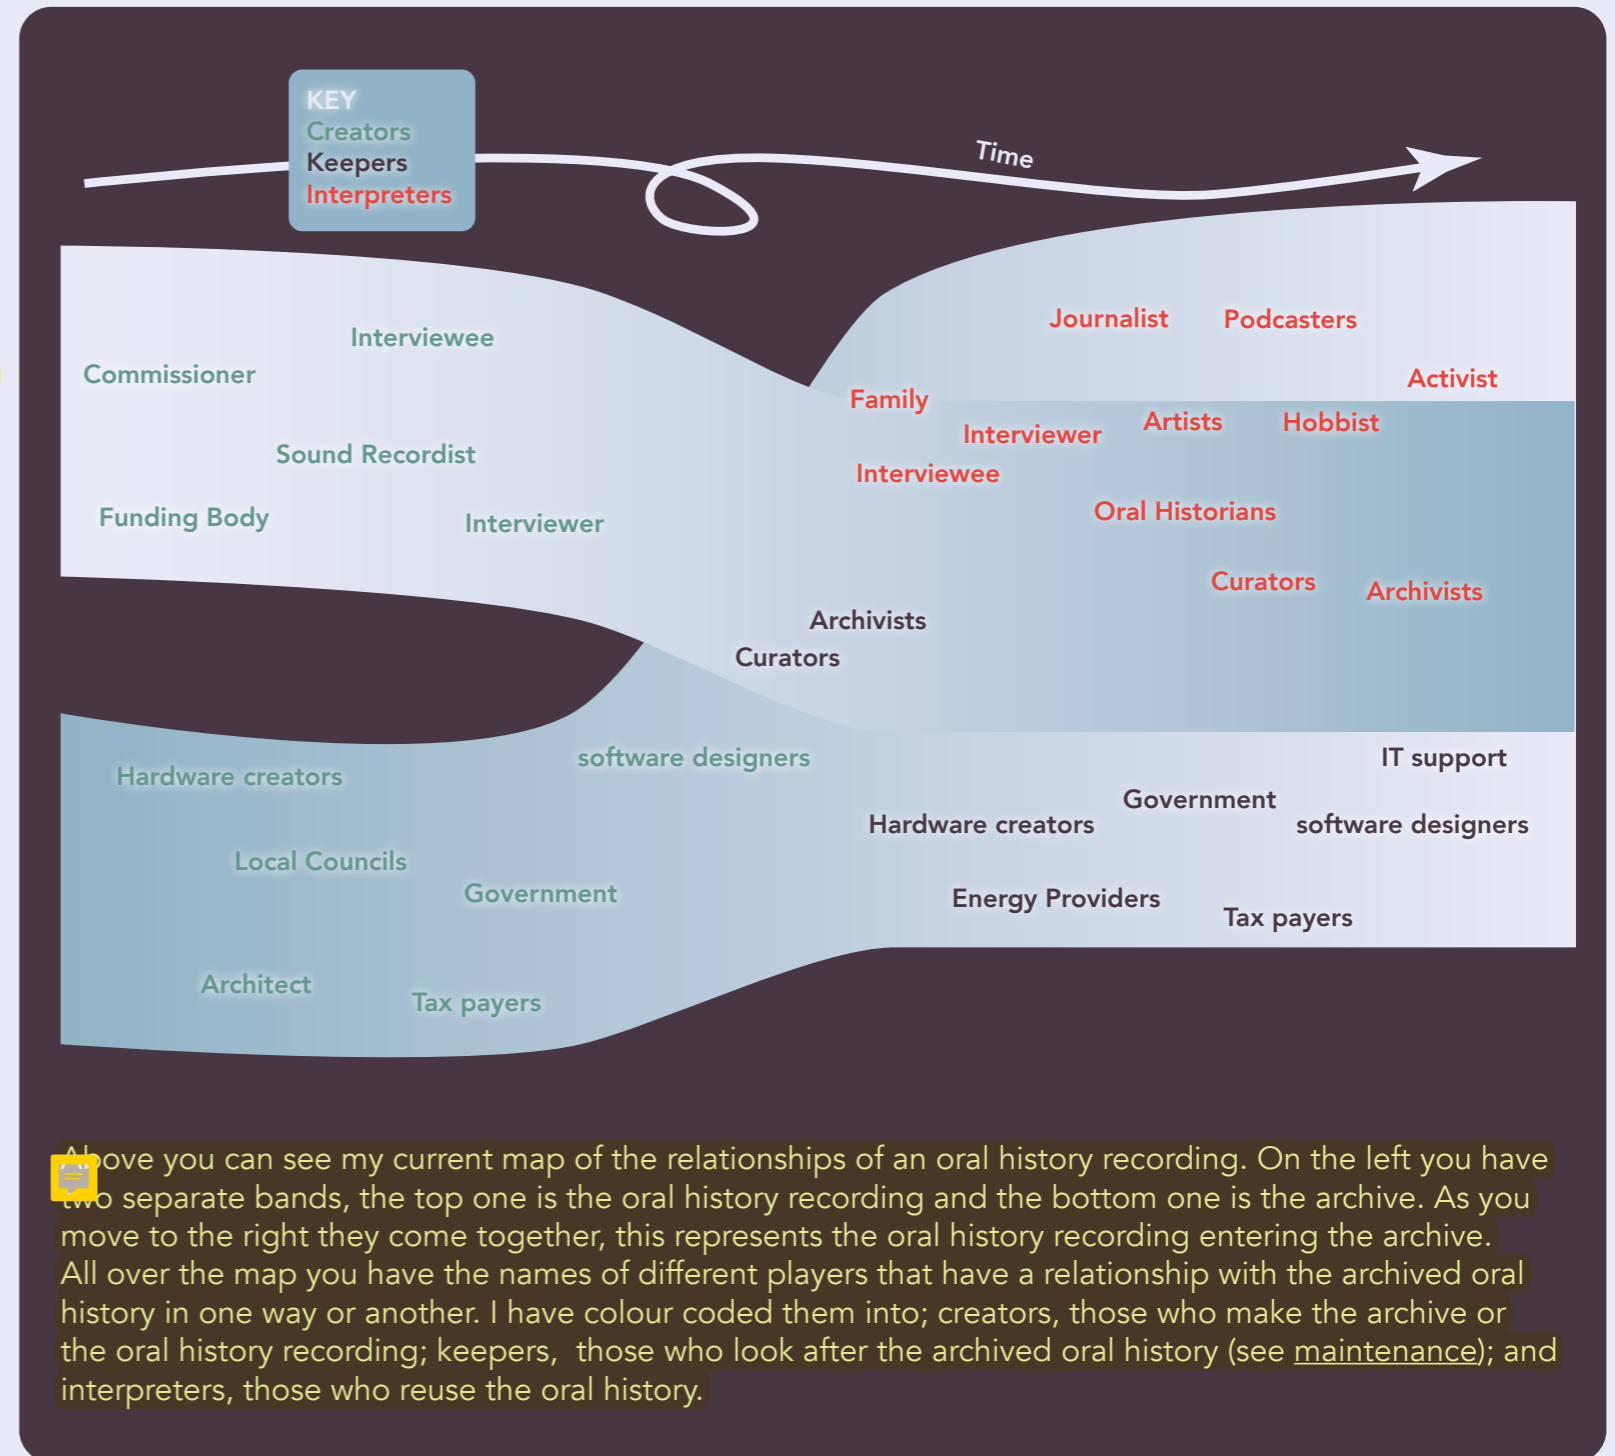 KEY
Creators
Keepers
Interpreters
Time
Interviewee
Commissioner
Sound Recordist
Funding Body
Interviewer
Journalist
Podcasters
Activist
Family
Interviewer
Artists
Hobbist
Interviewee
Oral Historians
Curators
Archivists
Archivists
Curators
Hardware creators
software designers
Local Councils
Government
Architect
Tax payers
IT support
Government
Hardware creators
software designers
Energy Providers
Tax payers
Above you can see my current map of the relationships of an oral history recording. On the left you have
two separate bands, the top one is the oral history recording and the bottom one is the archive. As you
move to the right they come together, this represents the oral history recording entering the archive.
All over the map you have the names of different players that have a relationship with the archived oral
history in one way or another. I have colour coded them into; creators, those who make the archive or
the oral history recording; keepers,  those who look after the archived oral history (see maintenance); and
interpreters, those who reuse the oral history.